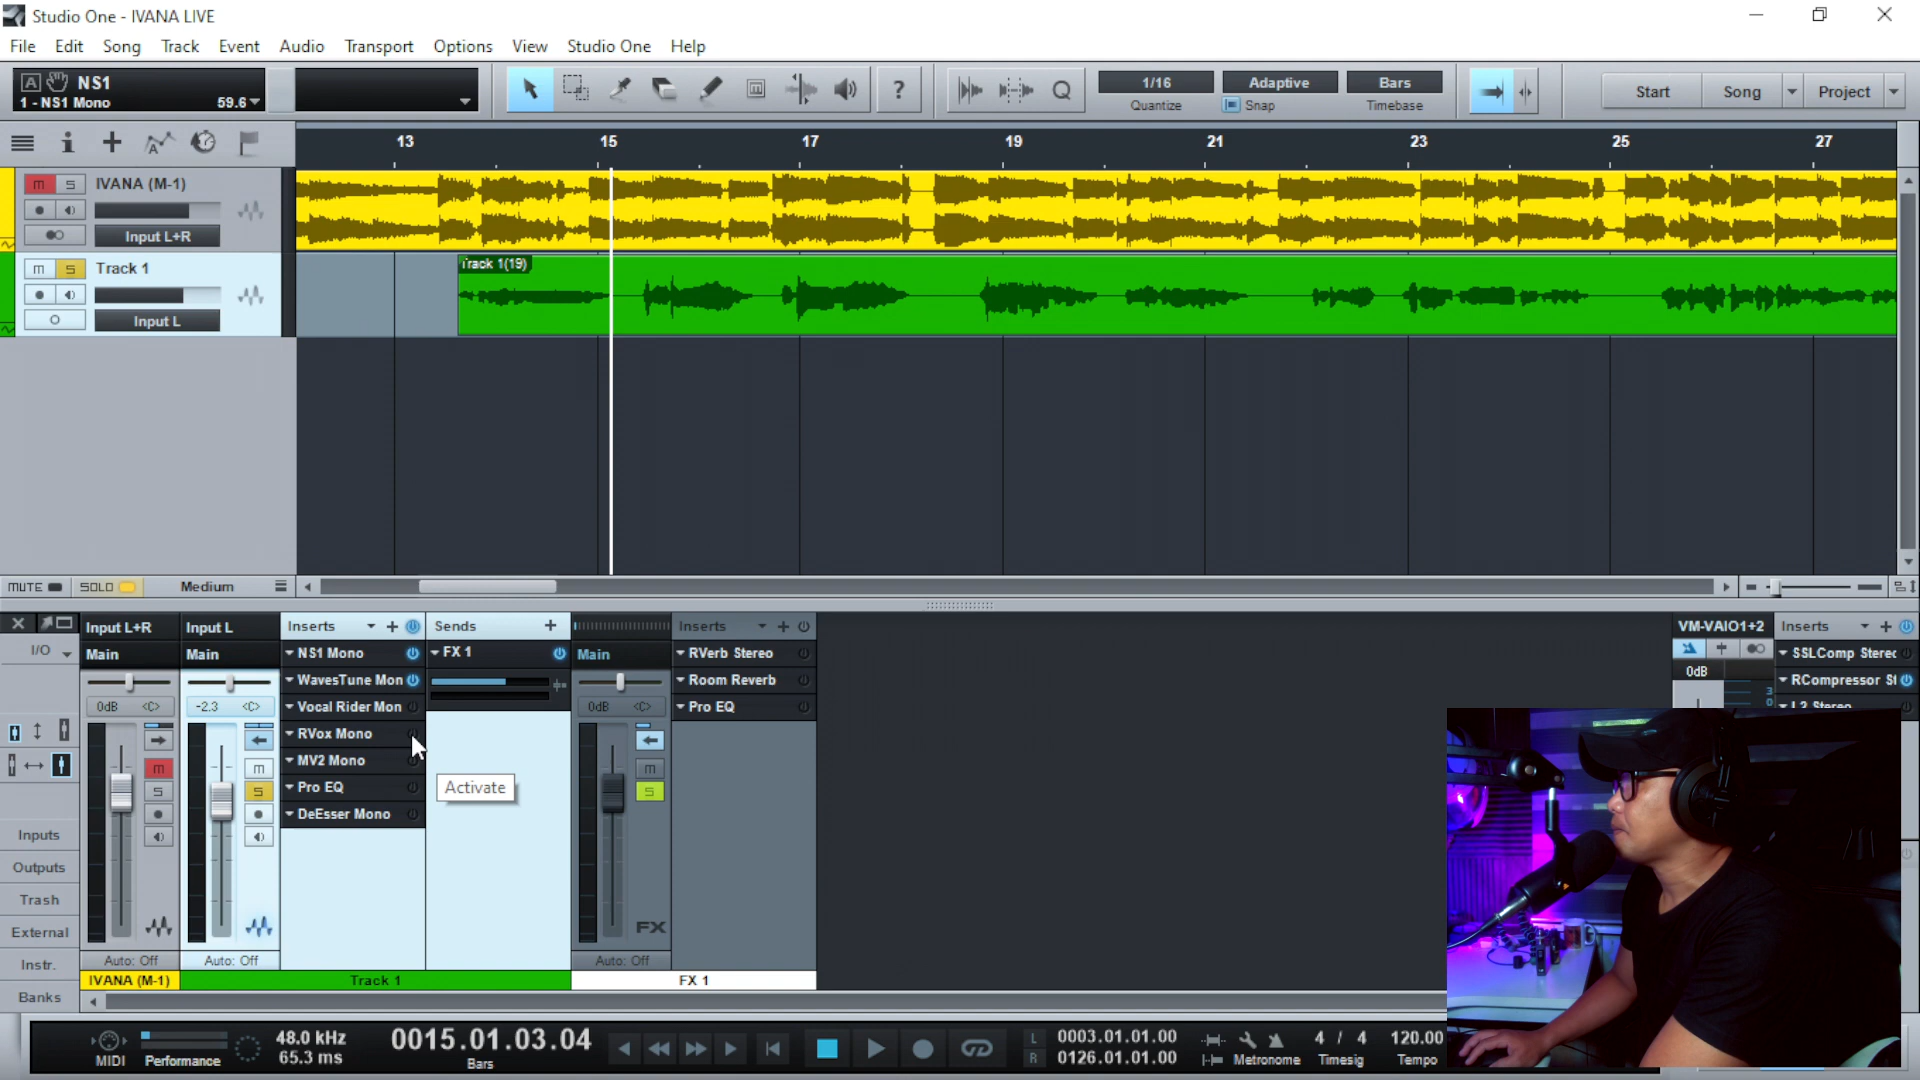 Studio One - IVANA LIVE
File Edit Song Track Event Audio Transport Options View Studio One Help
A NS1
1 - NS1 Mono 59.6
? 1/16 Quantize Adaptive Snap Bars Timebase Start Song Project
13 15 17 19 21 23 25 27
M S IVANA (M-1)
Input L+R
M S Track 1
Input L
Track 1(19)
MUTE SOLO Medium
Input L+R Input L Inserts Sends Inserts VM-VAIO1+2 Inserts
I/O Main Main NS1 Mono FX 1 Main RVerb Stereo SSLComp Sterec
WavesTune Mon Room Reverb 0dB RCompressor St
0dB <C> -2.3 <C> Vocal Rider Mon 0dB <C> Pro EQ L2 Stereo
RVox Mono
MV2 Mono
Pro EQ
DeEsser Mono
Activate
M M M
S S S
Inputs
Outputs
Trash
External
Instr.
Banks
FX
Auto: Off Auto: Off Auto: Off
IVANA (M-1) Track 1 FX 1
MIDI Performance 48.0 kHz
65.3 ms
0015.01.03.04
Bars
L 0003.01.01.00
R 0126.01.01.00
Metronome
4 / 4
Timesig
120.00
Tempo